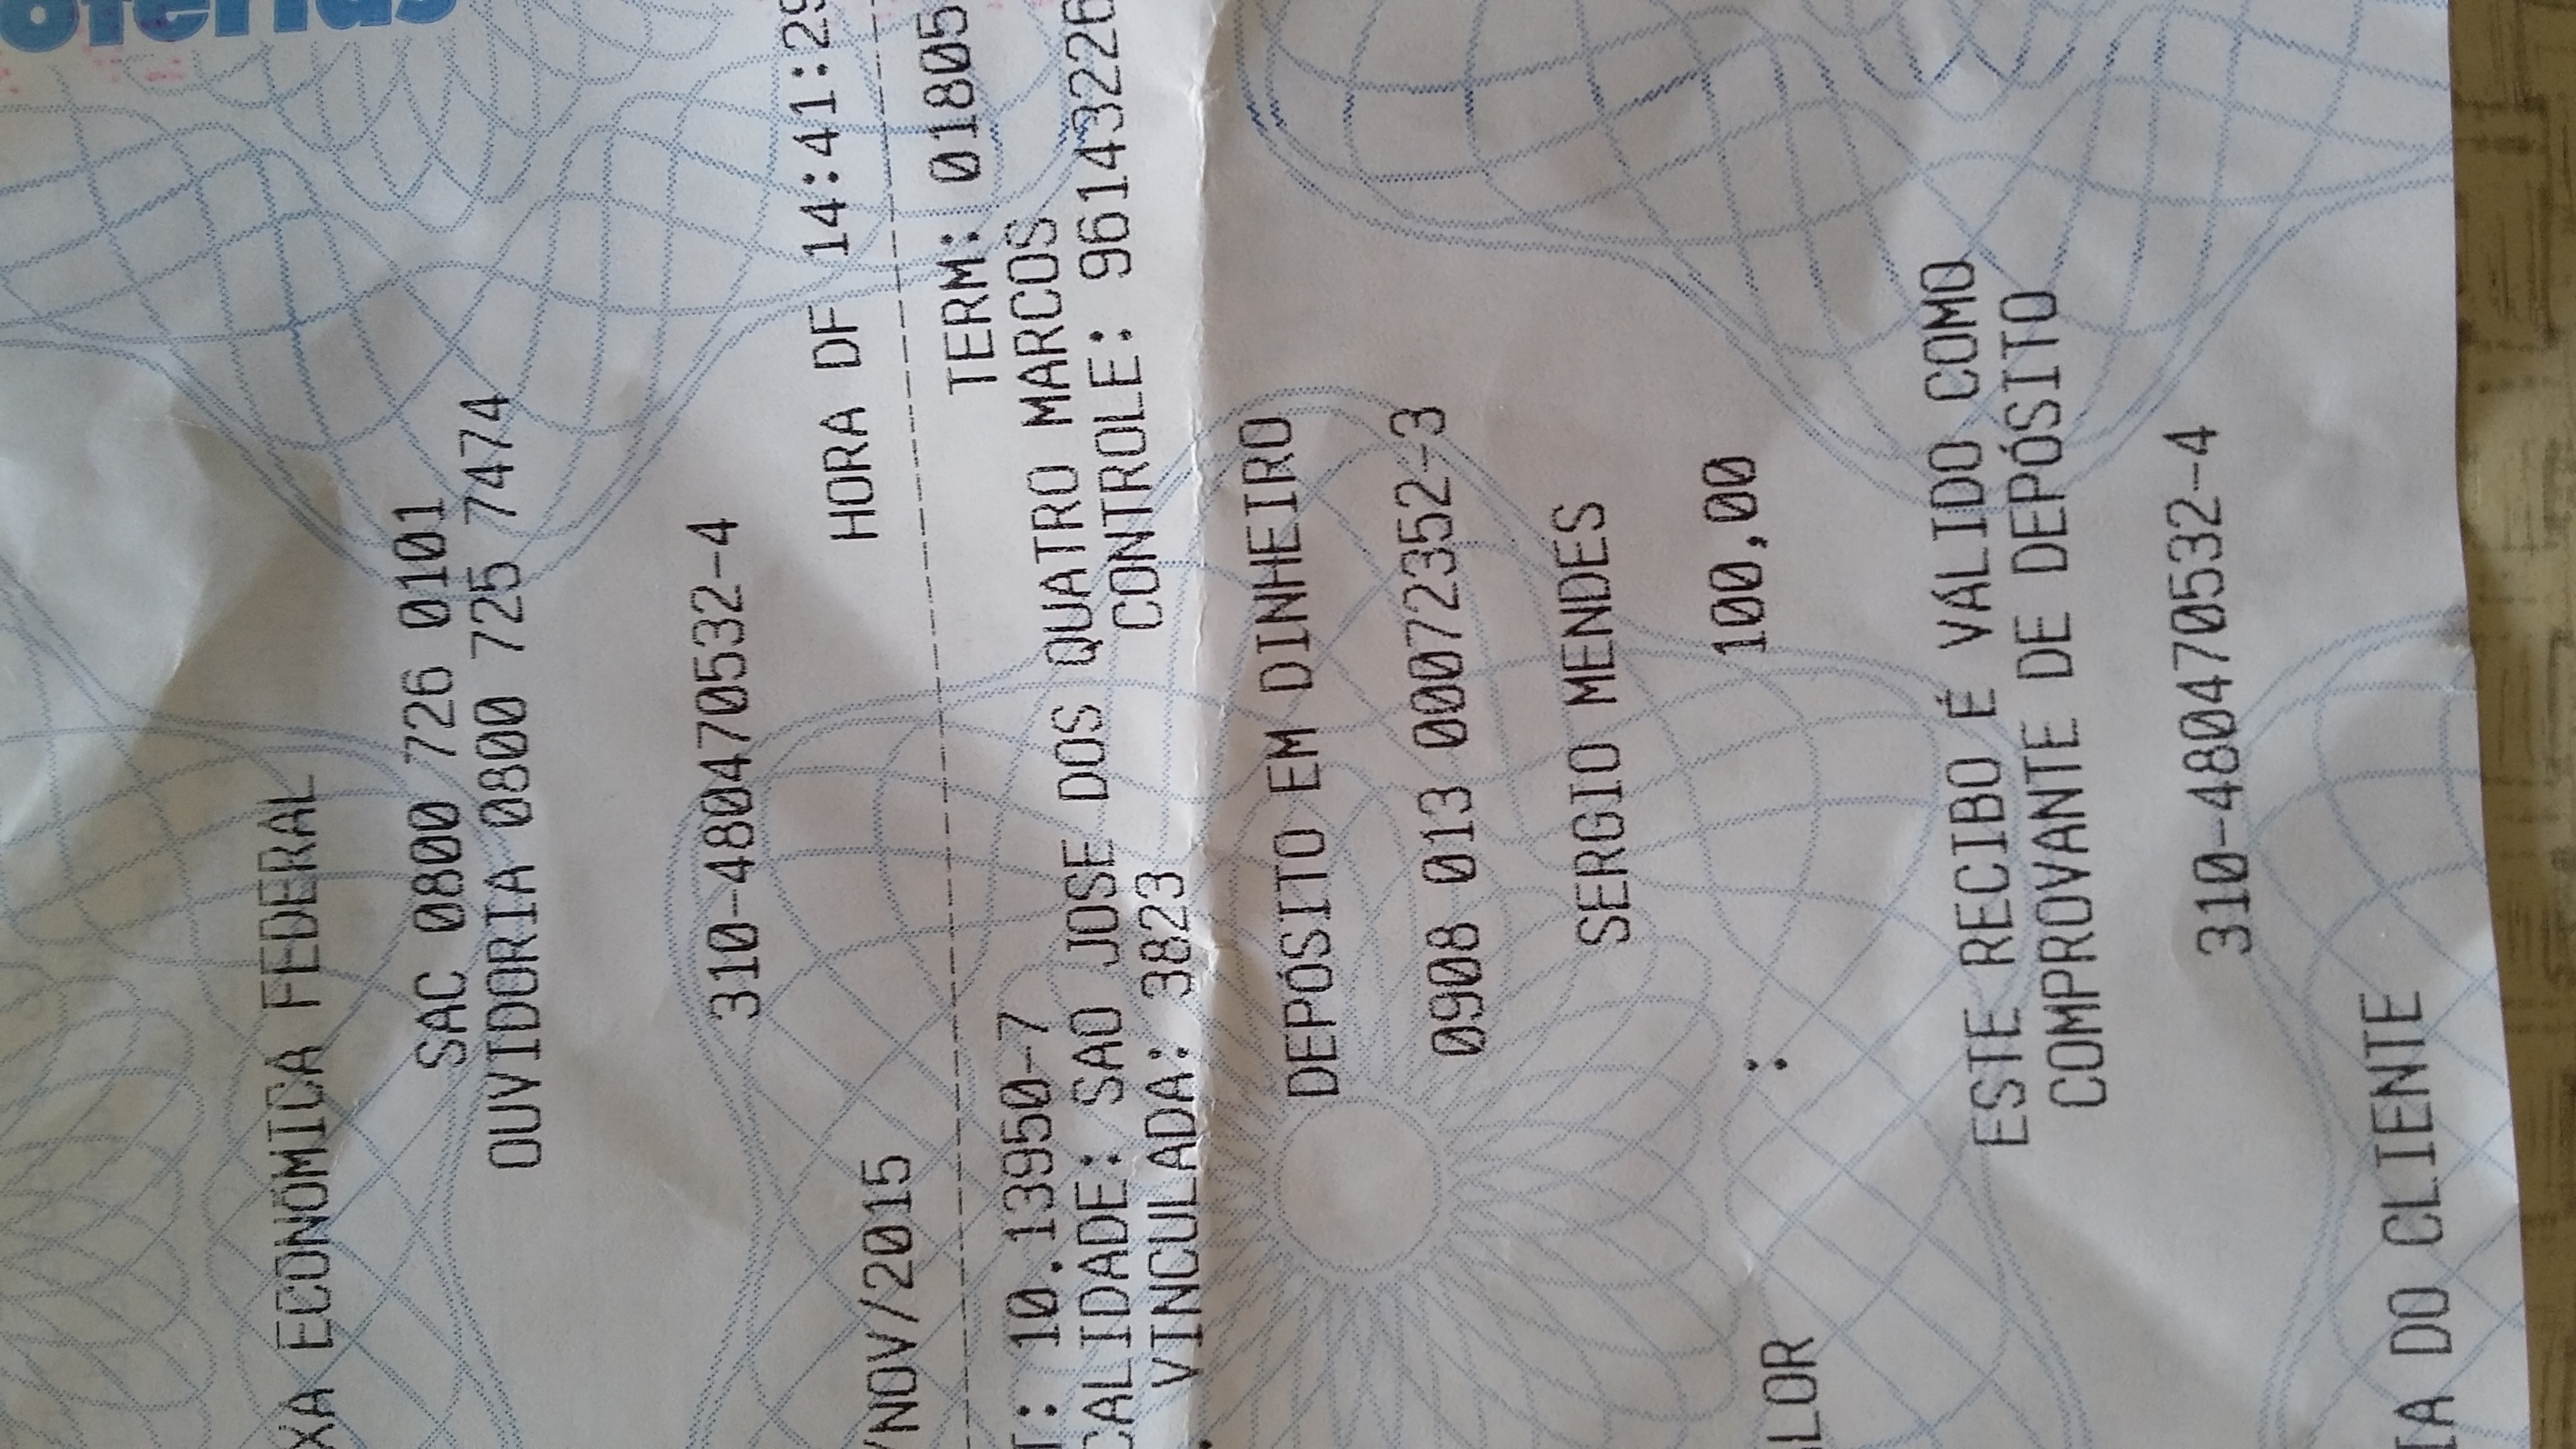 XA ECONÔMICA FEDERAL
SAC 0800 726 0101
OUVIDORIA 0800 725 7474
310-480470532-4
/NOV/2015 HORA DF 14:41:29
T: 10.13950-7 TERM: 01805
CALIDADE: SAO JOSE DOS QUATRO MARCOS
. VINCULADA: 3823 CONTROLE: 96143226
DEPÓSITO EM DINHEIRO
0908 013 00072352-3
SERGIO MENDES
ALOR : 100,00
ESTE RECIBO É VÁLIDO COMO
COMPROVANTE DE DEPÓSITO
310-480470532-4
IA DO CLIENTE